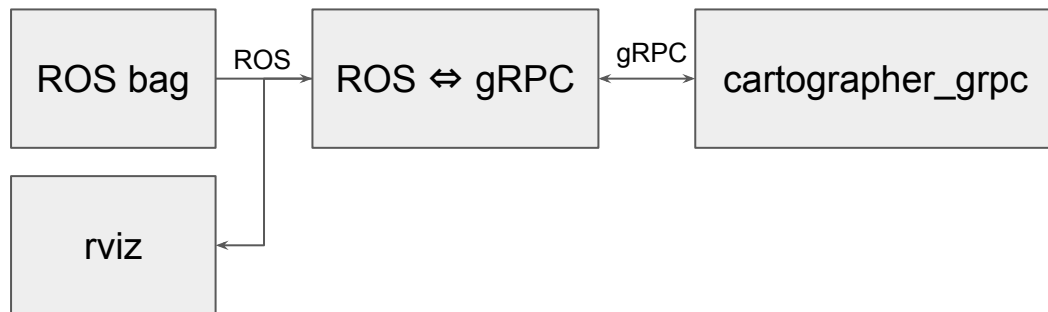 ROS bag
ROS
ROS ⇔ gRPC
gRPC
cartographer_grpc
rviz